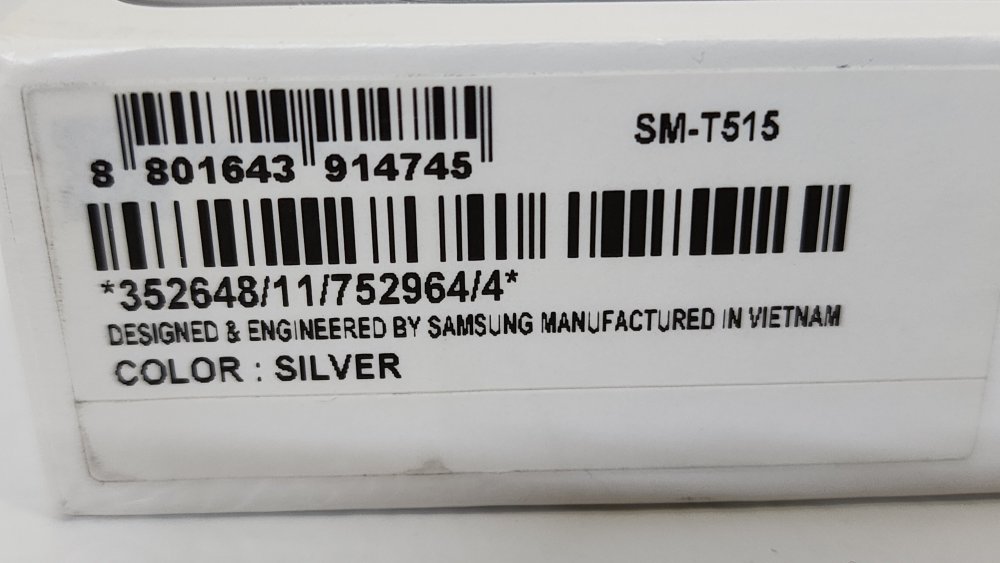 SM-T515
8 801643 914745
*352648/11/752964/4*
DESIGNED & ENGINEERED BY SAMSUNG MANUFACTURED IN VIETNAM
COLOR : SILVER